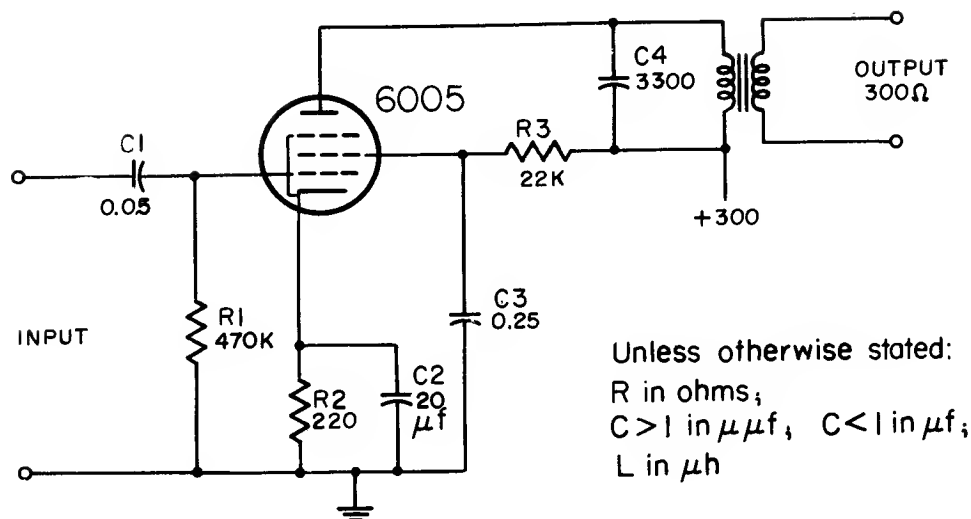 C4
3300
OUTPUT
300Ω
6005
R3
22K
C1
0.05
+300
INPUT
R1
470K
C3
0.25
R2
220
C2
20
μf
Unless otherwise stated:
R in ohms;
C>1 in μμf; C<1 in μf;
L in μh